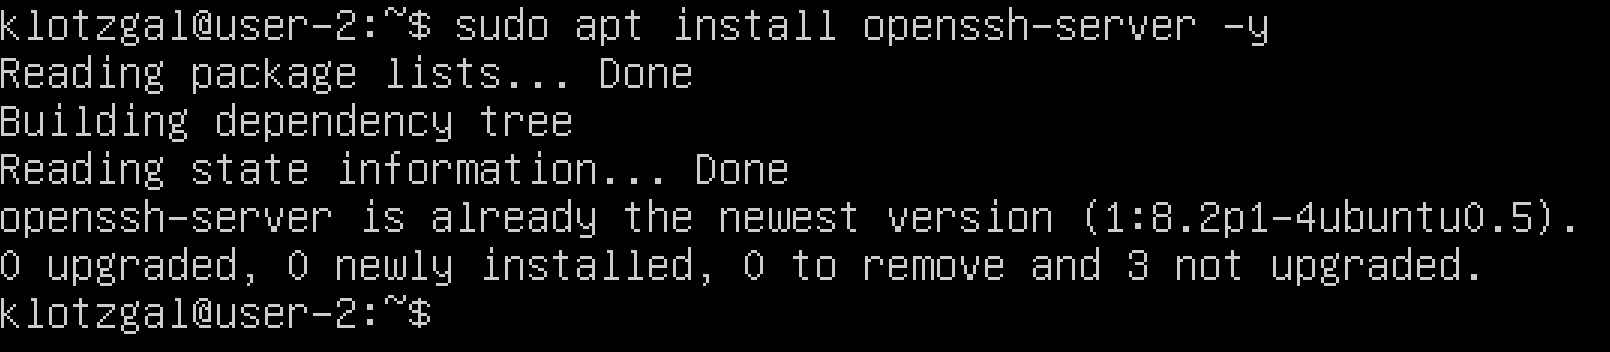 klotzgal@user-2:~$ sudo apt install openssh-server -y
Reading package lists... Done
Building dependency tree
Reading state information... Done
openssh-server is already the newest version (1:8.2p1-4ubuntu0.5).
0 upgraded, 0 newly installed, 0 to remove and 3 not upgraded.
klotzgal@user-2:~$